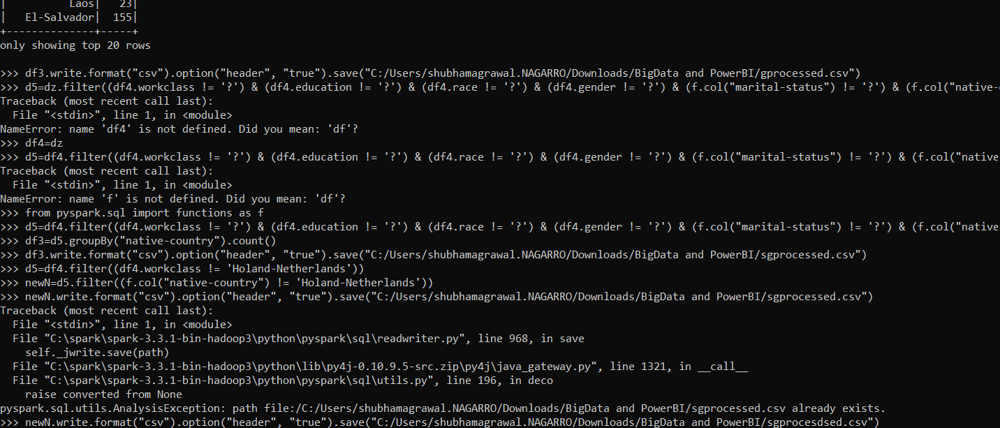 |          Laos|   23|
|   El-Salvador|  155|
+--------------+-----+
only showing top 20 rows

>>> df3.write.format("csv").option("header", "true").save("C:/Users/shubhamagrawal.NAGARRO/Downloads/BigData and PowerBI/gprocessed.csv")
>>> d5=dz.filter((df4.workclass != '?') & (df4.education != '?') & (df4.race != '?') & (df4.gender != '?') & (f.col("marital-status") != '?') & (f.col("native-
Traceback (most recent call last):
  File "<stdin>", line 1, in <module>
NameError: name 'df4' is not defined. Did you mean: 'df'?
>>> df4=dz
>>> d5=df4.filter((df4.workclass != '?') & (df4.education != '?') & (df4.race != '?') & (df4.gender != '?') & (f.col("marital-status") != '?') & (f.col("native
Traceback (most recent call last):
  File "<stdin>", line 1, in <module>
NameError: name 'f' is not defined. Did you mean: 'df'?
>>> from pyspark.sql import functions as f
>>> d5=df4.filter((df4.workclass != '?') & (df4.education != '?') & (df4.race != '?') & (df4.gender != '?') & (f.col("marital-status") != '?') & (f.col("native
>>> df3=d5.groupBy("native-country").count()
>>> df3.write.format("csv").option("header", "true").save("C:/Users/shubhamagrawal.NAGARRO/Downloads/BigData and PowerBI/sgprocessed.csv")
>>> d5=df4.filter((df4.workclass != 'Holand-Netherlands'))
>>> newN=d5.filter((f.col("native-country") != 'Holand-Netherlands'))
>>> newN.write.format("csv").option("header", "true").save("C:/Users/shubhamagrawal.NAGARRO/Downloads/BigData and PowerBI/sgprocessed.csv")
Traceback (most recent call last):
  File "<stdin>", line 1, in <module>
  File "C:\spark\spark-3.3.1-bin-hadoop3\python\pyspark\sql\readwriter.py", line 968, in save
    self._jwrite.save(path)
  File "C:\spark\spark-3.3.1-bin-hadoop3\python\lib\py4j-0.10.9.5-src.zip\py4j\java_gateway.py", line 1321, in __call__
  File "C:\spark\spark-3.3.1-bin-hadoop3\python\pyspark\sql\utils.py", line 196, in deco
    raise converted from None
pyspark.sql.utils.AnalysisException: path file:/C:/Users/shubhamagrawal.NAGARRO/Downloads/BigData and PowerBI/sgprocessed.csv already exists.
>>> newN.write.format("csv").option("header", "true").save("C:/Users/shubhamagrawal.NAGARRO/Downloads/BigData and PowerBI/sgprocesdsed.csv")